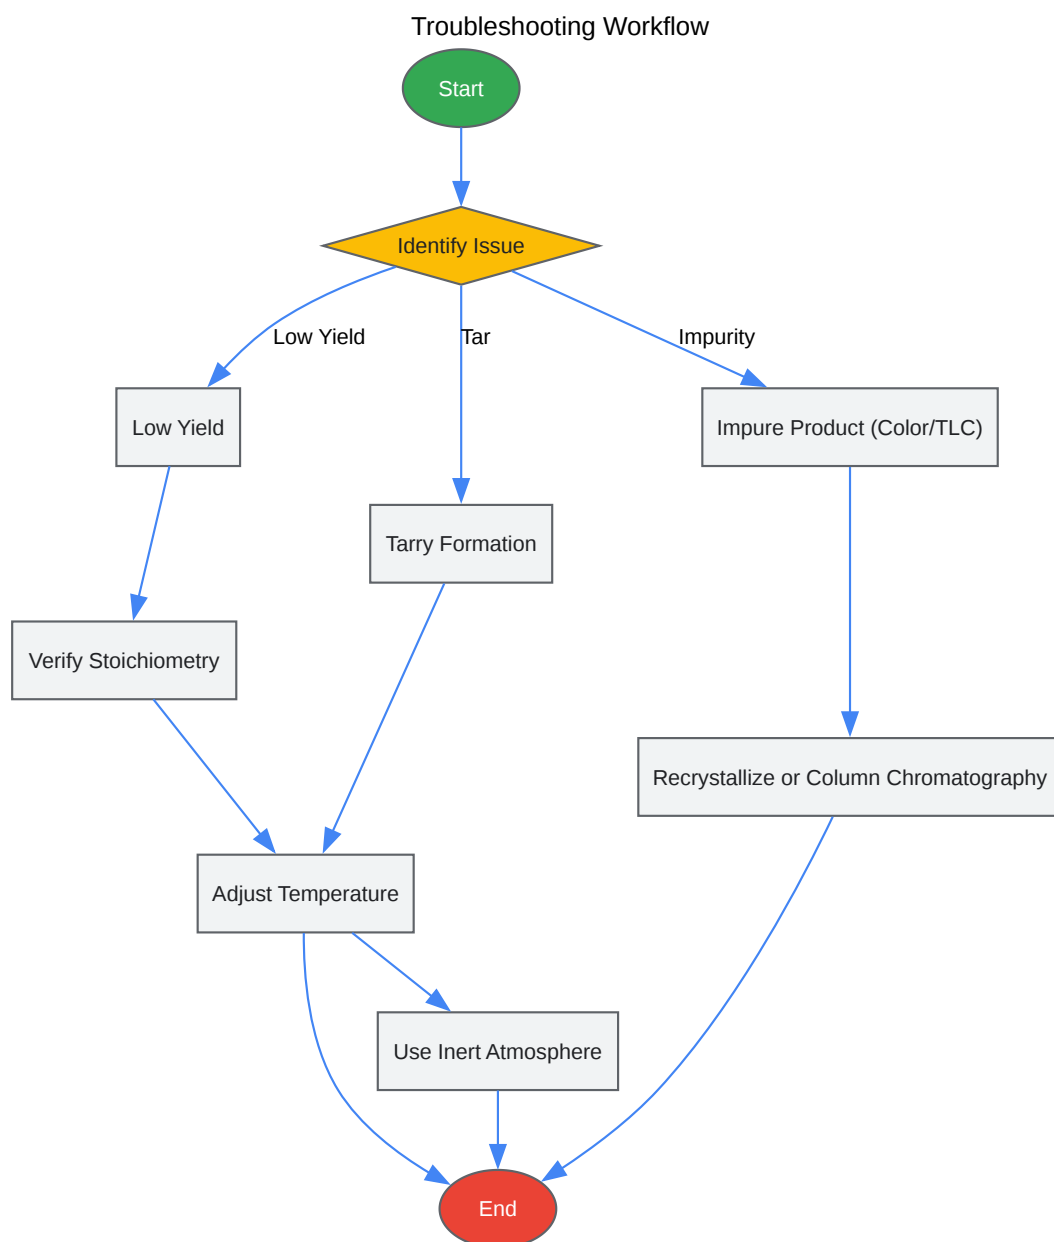 Troubleshooting Workflow
Start
Identify Issue
Low Yield
Tar
Impurity
Low Yield
Impure Product (Color/TLC)
Tarry Formation
Verify Stoichiometry
Recrystallize or Column Chromatography
Adjust Temperature
Use Inert Atmosphere
End